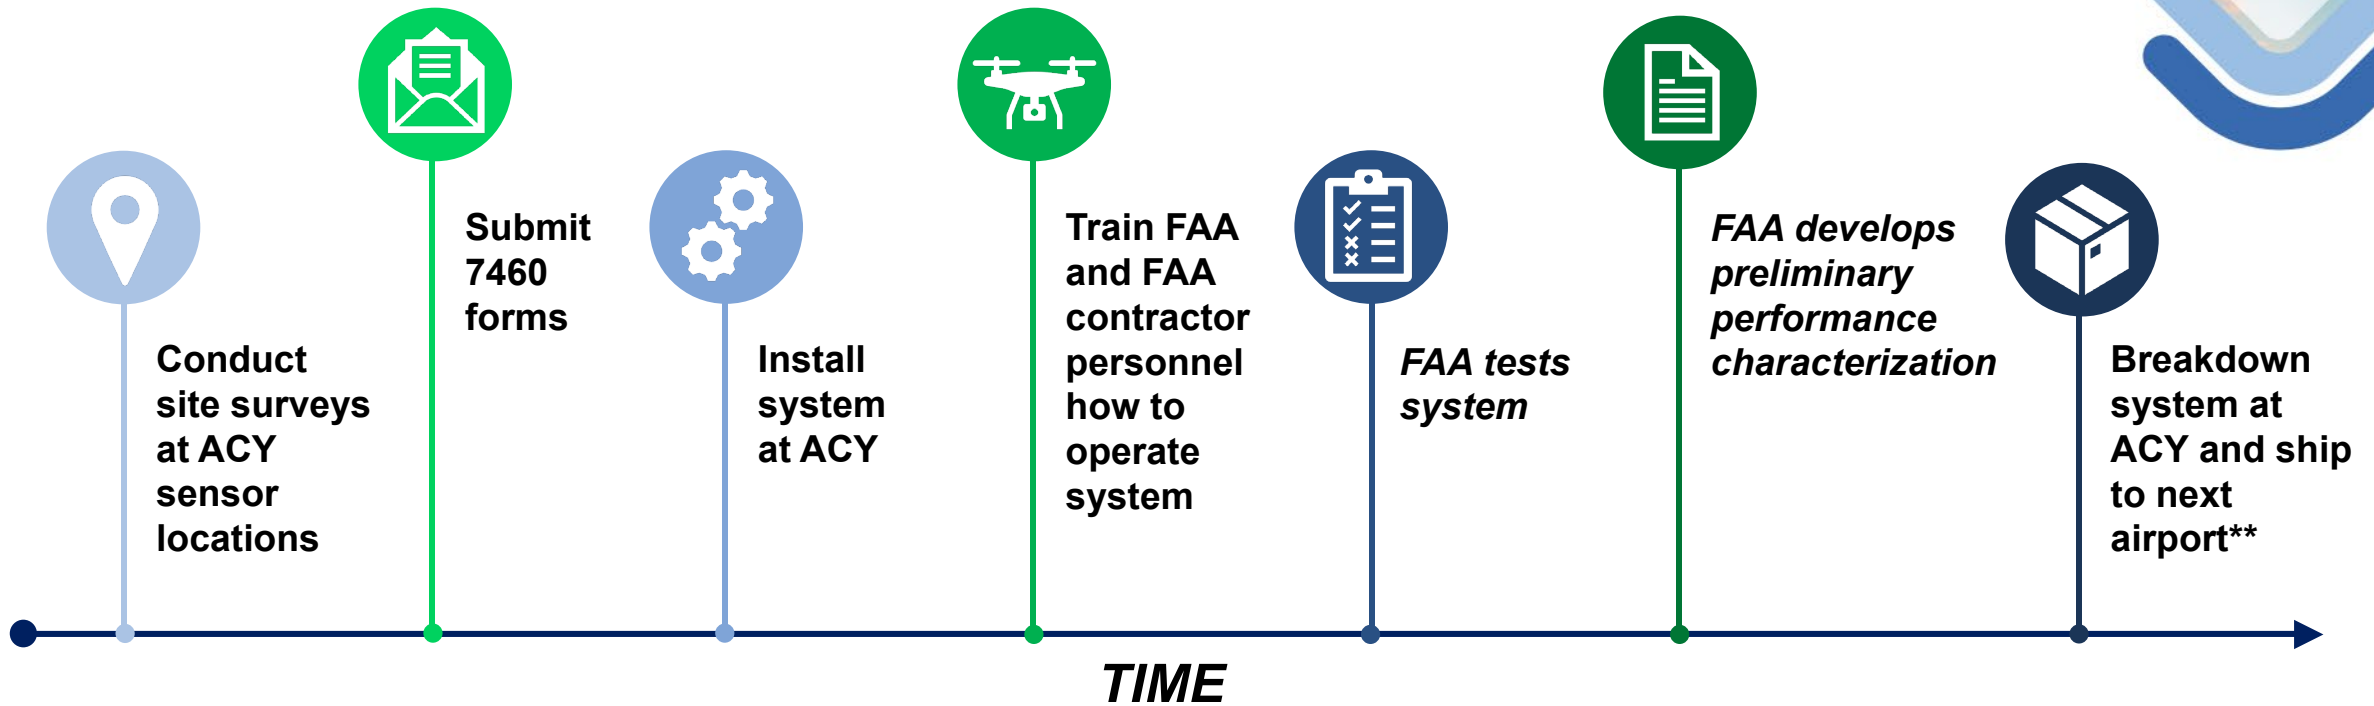 Conduct
site surveys
at ACY
sensor
locations
Submit
7460
forms
Install
system
at ACY
Train FAA
and FAA
contractor
personnel
how to
operate
system
FAA tests
system
FAA develops
preliminary
performance
characterization
Breakdown
system at
ACY and ship
to next
airport**
TIME